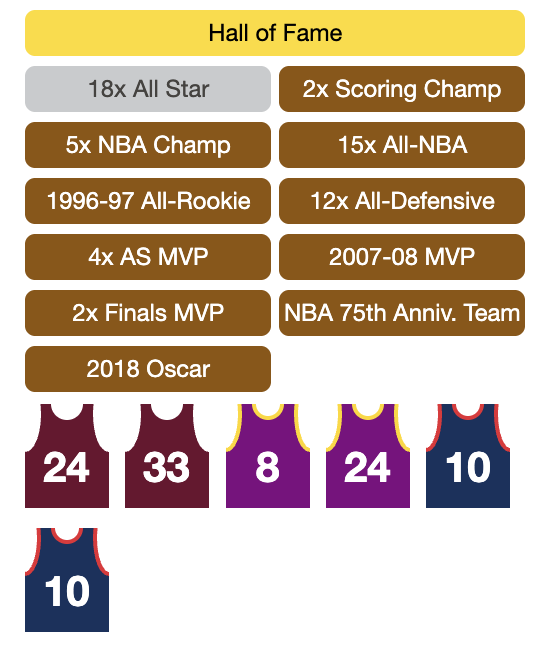 Hall of Fame
18x All Star
2x Scoring Champ
5x NBA Champ
15x All-NBA
1996-97 All-Rookie
12x All-Defensive
4x AS MVP
2007-08 MVP
2x Finals MVP
NBA 75th Anniv. Team
2018 Oscar
24
33
8
24
10
10